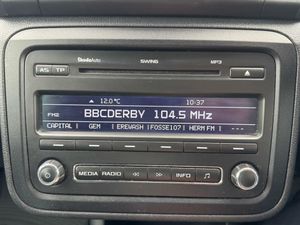 ŠkodaAuto SWING MP3
AS TP
▲ 12.0°C 10:37
BBCDERBY 104.5 MHz
FM2
CAPITAL GEM EREWASH FOSSE107 HERM FM ---
MEDIA RADIO INFO